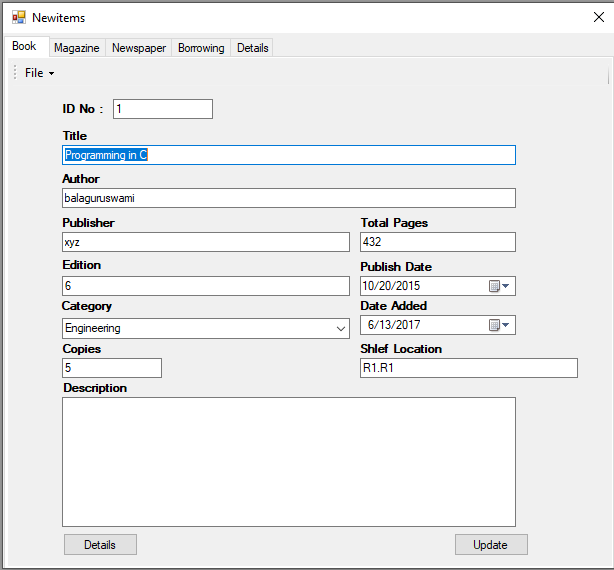 Newitems
Book Magazine Newspaper Borrowing Details
File
ID No : 1
Title
Programming in C
Author
balaguruswami
Publisher Total Pages
xyz 432
Edition Publish Date
6 10/20/2015
Category Date Added
Engineering 6/13/2017
Copies Shlef Location
5 R1.R1
Description
Details Update